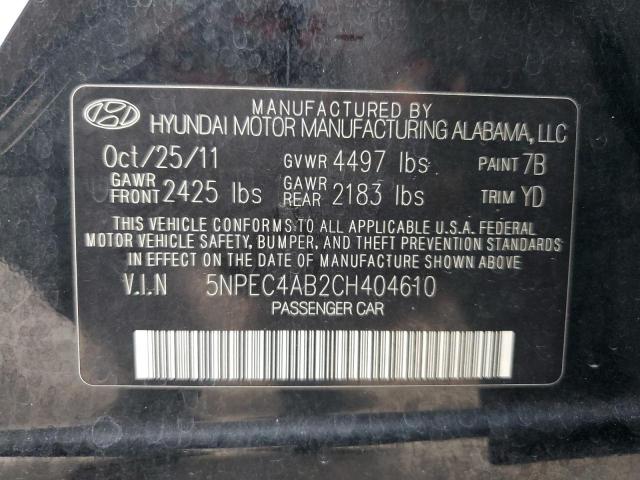 MANUFACTURED BY
HYUNDAI MOTOR MANUFACTURING ALABAMA, LLC
Oct/25/11 GVWR 4497 lbs PAINT 7B
GAWR FRONT 2425 lbs GAWR REAR 2183 lbs TRIM YD
THIS VEHICLE CONFORMS TO ALL APPLICABLE U.S.A. FEDERAL
MOTOR VEHICLE SAFETY, BUMPER, AND THEFT PREVENTION
STANDARDS IN EFFECT ON THE DATE OF MANUFACTURE SHOWN ABOVE.
V.I.N 5NPEC4AB2CH404610
PASSENGER CAR